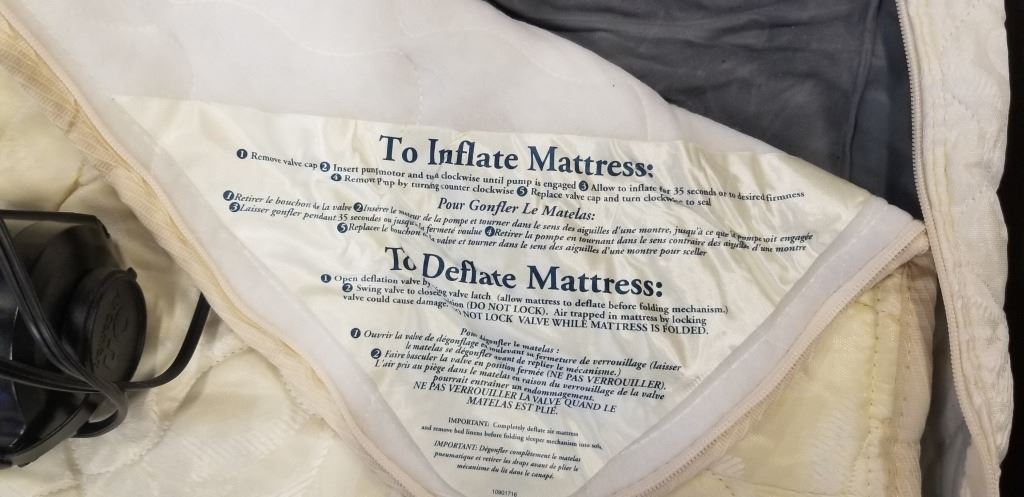 To Inflate Mattress:
❶ Remove valve cap ❷ Insert pump motor and turn clockwise until pump is engaged ❸ Allow to inflate for 35 seconds or to desired firmness
❹ Remove pump by turning counter clockwise ❺ Replace valve cap and turn clockwise to seal
Pour Gonfler Le Matelas:
❶ Retirer le bouchon de la valve ❷ Insérer le moteur de la pompe et tourner dans le sens des aiguilles d'une montre, jusqu'à ce que la pompe soit engagée
❸ Laisser gonfler pendant 35 secondes ou jusqu'à la fermeté voulue ❹ Retirer la pompe en tournant dans le sens contraire des aiguilles d'une montre
❺ Replacer le bouchon valve et tourner dans le sens des aiguilles d'une montre pour sceller
To Deflate Mattress:
❶ Open deflation valve by valve latch (allow mattress to deflate before folding mechanism.)
❷ Swing valve to closed (DO NOT LOCK). Air trapped in mattress by locking
valve could cause damage. NOT LOCK VALVE WHILE MATTRESS IS FOLDED.
Pour dégonfler le matelas :
❶ Ouvrir la valve de dégonflage en soulevant sa fermeture de verrouillage (laisser
le matelas se dégonfler avant de replier le mécanisme.)
❷ Faire basculer la valve en position fermée (NE PAS VERROUILLER).
L'air pris au piège dans le matelas en raison du verrouillage de la valve
pourrait entraîner un endommagement.
NE PAS VERROUILLER LA VALVE QUAND LE
MATELAS EST PLIÉ.
IMPORTANT: Completely deflate air mattress
and remove bed linens before folding sleeper mechanism into sofa.
IMPORTANT: Dégonfler complètement le matelas
pneumatique et retirer les draps avant de plier le
mécanisme du lit dans le canapé.
10901716